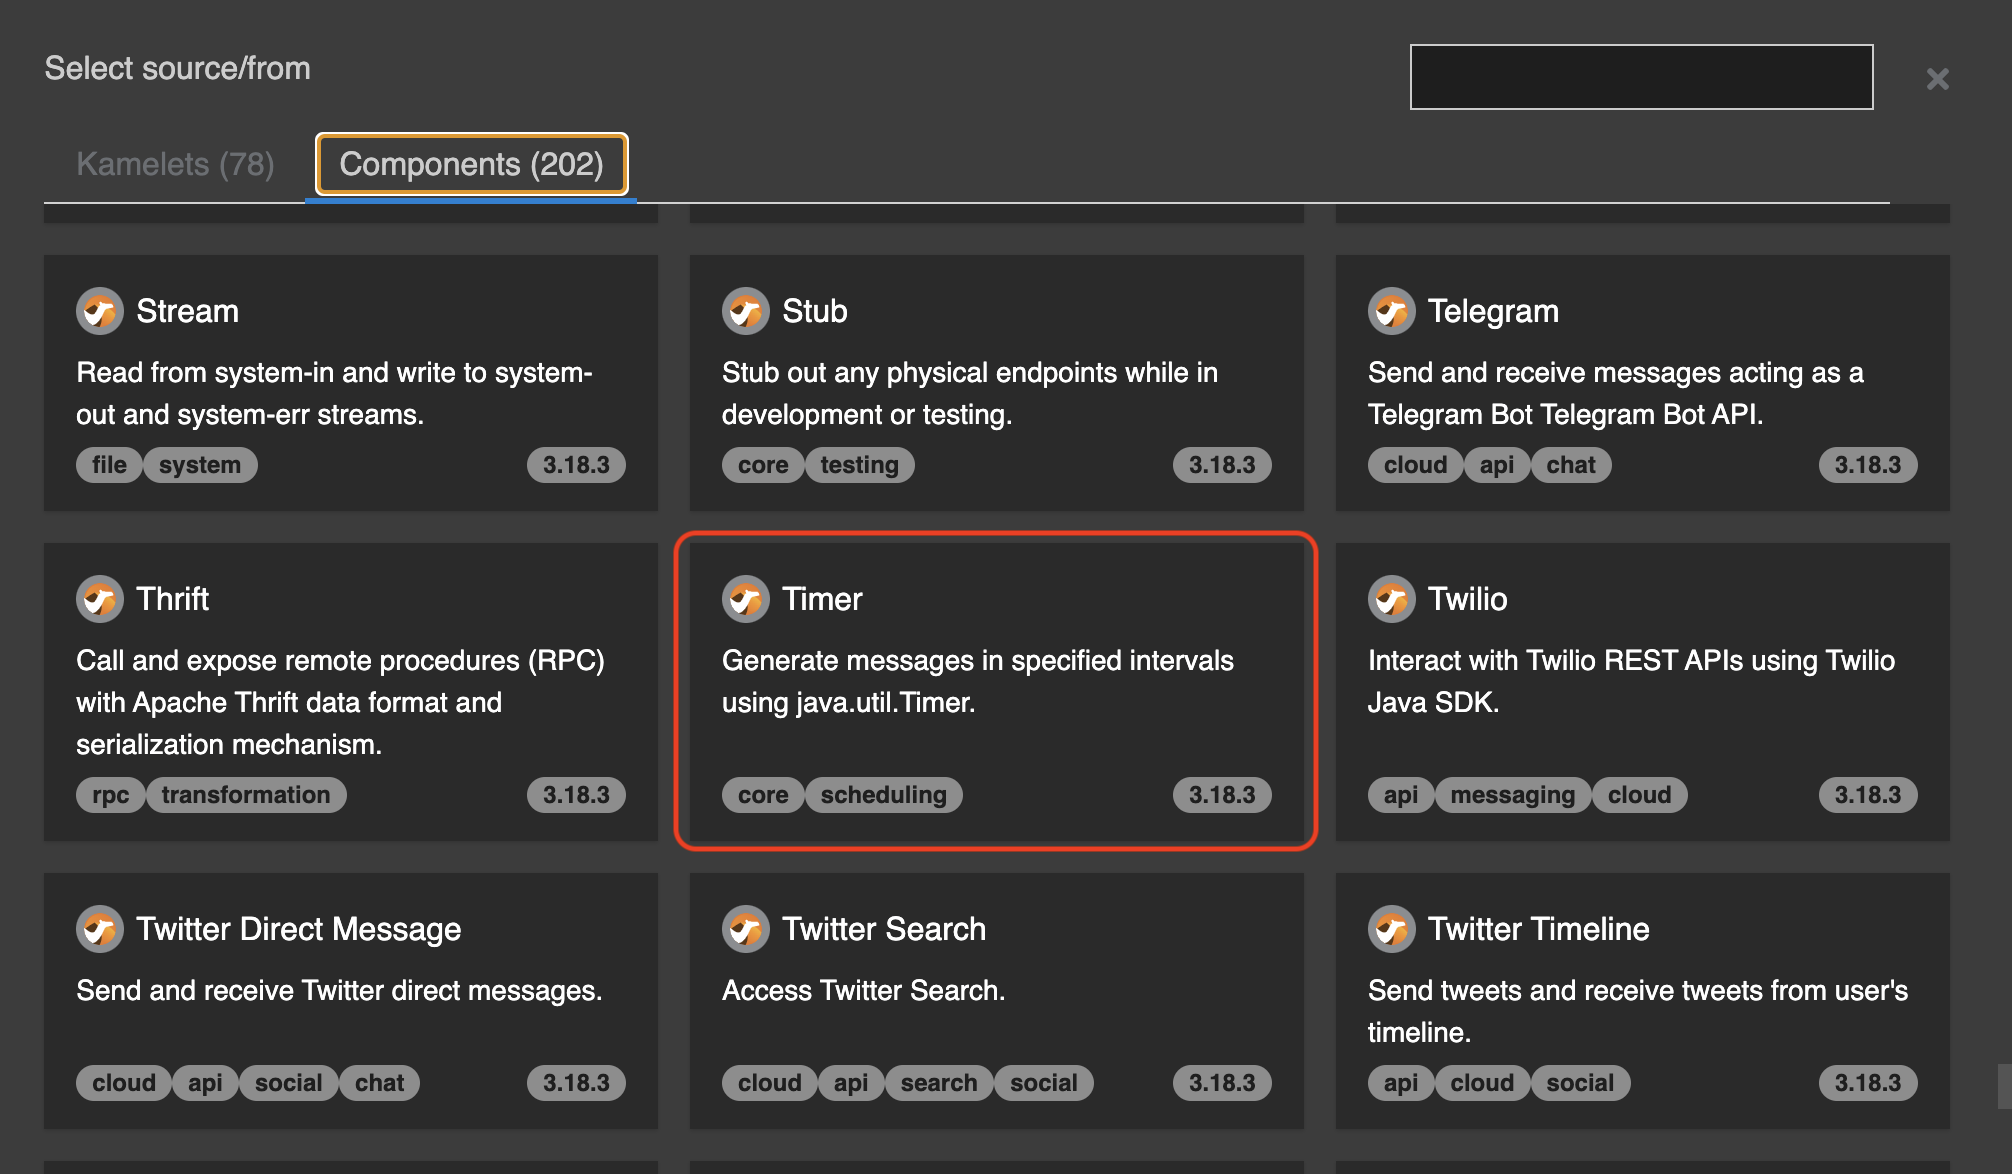 Select source/from
Kamelets (78)
Components (202)
Stream
Read from system-in and write to system-
out and system-err streams.
file system 3.18.3
Stub
Stub out any physical endpoints while in
development or testing.
core testing 3.18.3
Telegram
Send and receive messages acting as a
Telegram Bot Telegram Bot API.
cloud api chat 3.18.3
Thrift
Call and expose remote procedures (RPC)
with Apache Thrift data format and
serialization mechanism.
rpc transformation 3.18.3
Timer
Generate messages in specified intervals
using java.util.Timer.
core scheduling 3.18.3
Twilio
Interact with Twilio REST APIs using Twilio
Java SDK.
api messaging cloud 3.18.3
Twitter Direct Message
Send and receive Twitter direct messages.
cloud api social chat 3.18.3
Twitter Search
Access Twitter Search.
cloud api search social 3.18.3
Twitter Timeline
Send tweets and receive tweets from user's
timeline.
api cloud social 3.18.3